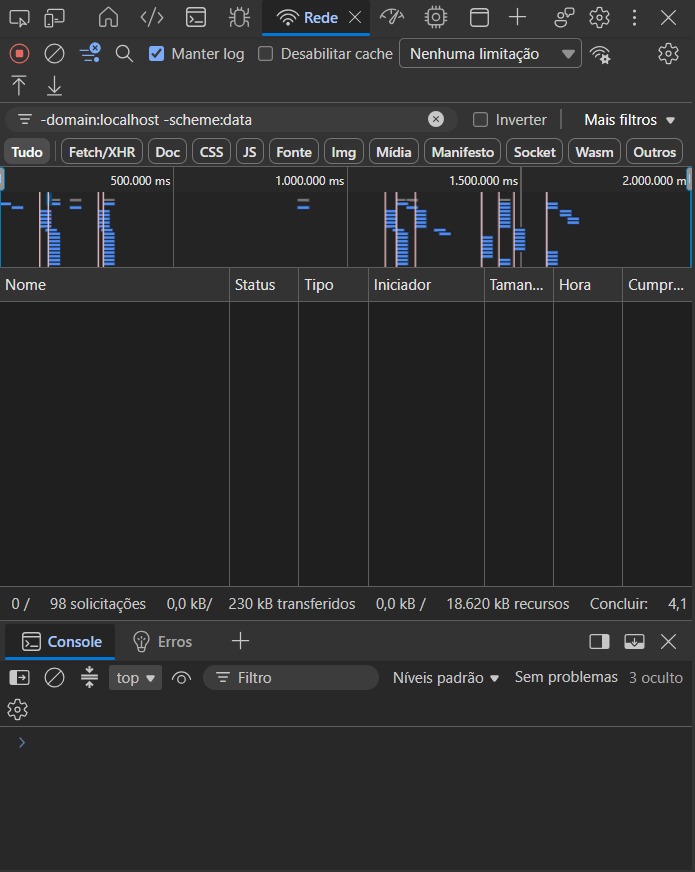 Rede
Manter log Desabilitar cache Nenhuma limitação
-domain:localhost -scheme:data Inverter Mais filtros
Tudo Fetch/XHR Doc CSS JS Fonte Img Mídia Manifesto Socket Wasm Outros
500.000 ms 1.000.000 ms 1.500.000 ms 2.000.000 m
Nome Status Tipo Iniciador Taman... Hora Cumpr...
0 / 98 solicitações 0,0 kB/ 230 kB transferidos 0,0 kB / 18.620 kB recursos Concluir: 4,1
Console Erros
top Filtro Níveis padrão Sem problemas 3 oculto